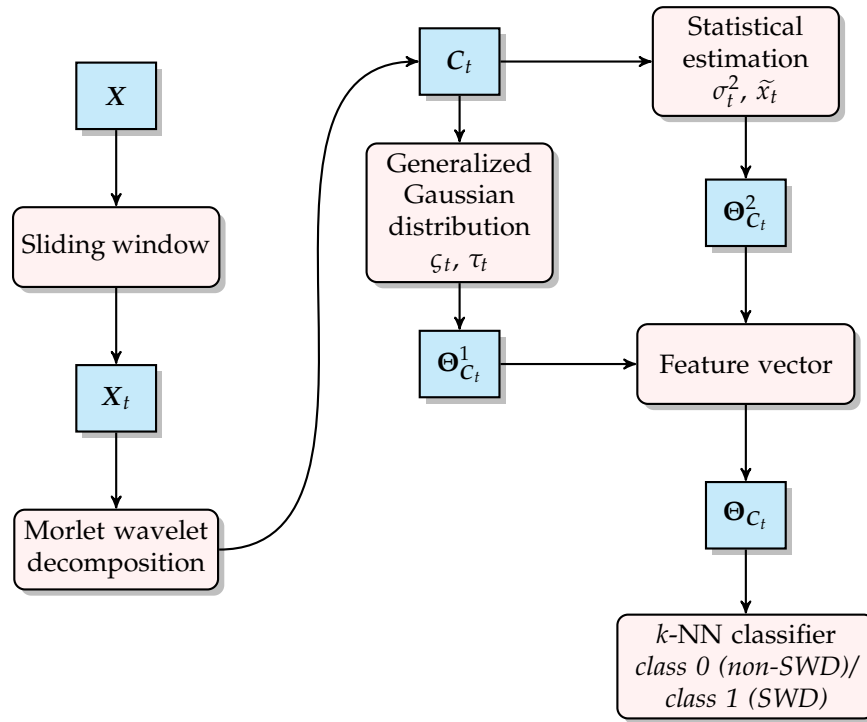 X
Sliding window
X_t
Morlet wavelet
decomposition
C_t
Generalized
Gaussian
distribution
ς_t, τ_t
Θ^1_{C_t}
Statistical
estimation
σ_t^2, x̃_t
Θ^2_{C_t}
Feature vector
Θ_{C_t}
k-NN classifier
class 0 (non-SWD)/
class 1 (SWD)